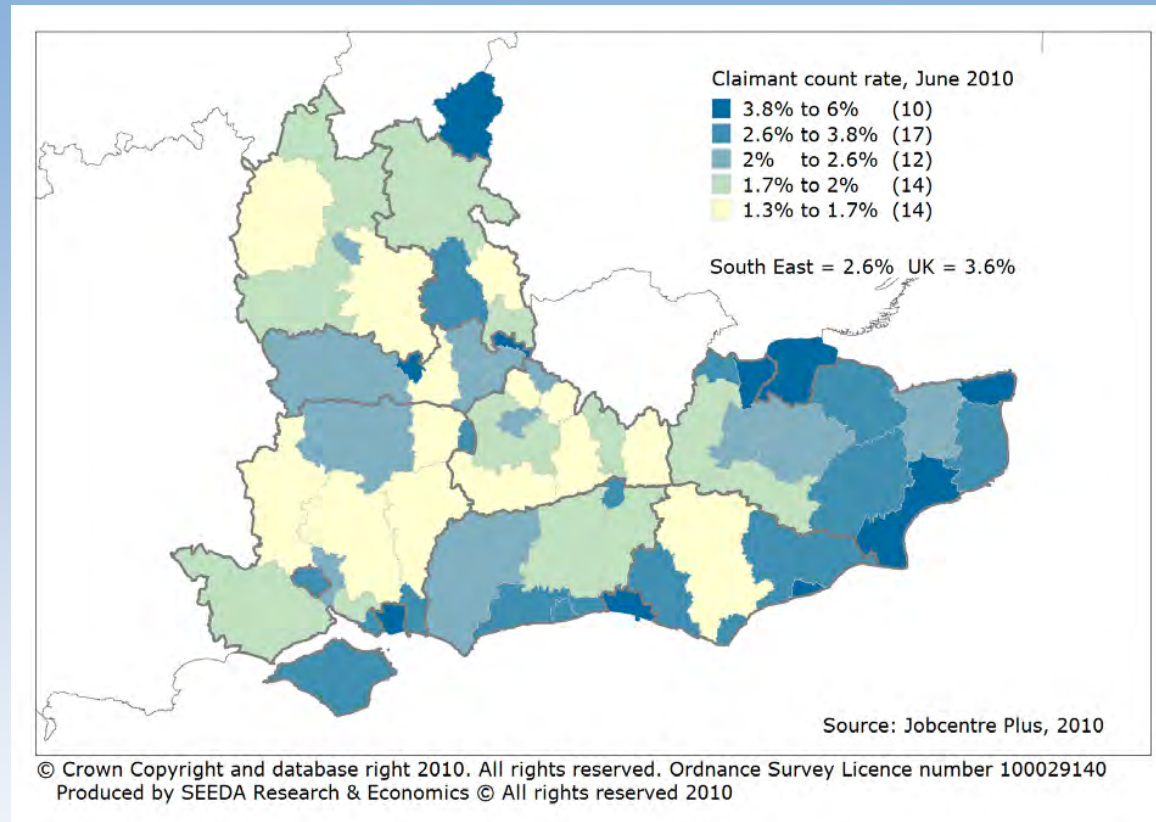 Claimant count rate, June 2010
3.8% to 6% (10)
2.6% to 3.8% (17)
2% to 2.6% (12)
1.7% to 2% (14)
1.3% to 1.7% (14)
South East = 2.6% UK = 3.6%
Source: Jobcentre Plus, 2010
© Crown Copyright and database right 2010. All rights reserved. Ordnance Survey Licence number 100029140
Produced by SEEDA Research & Economics © All rights reserved 2010